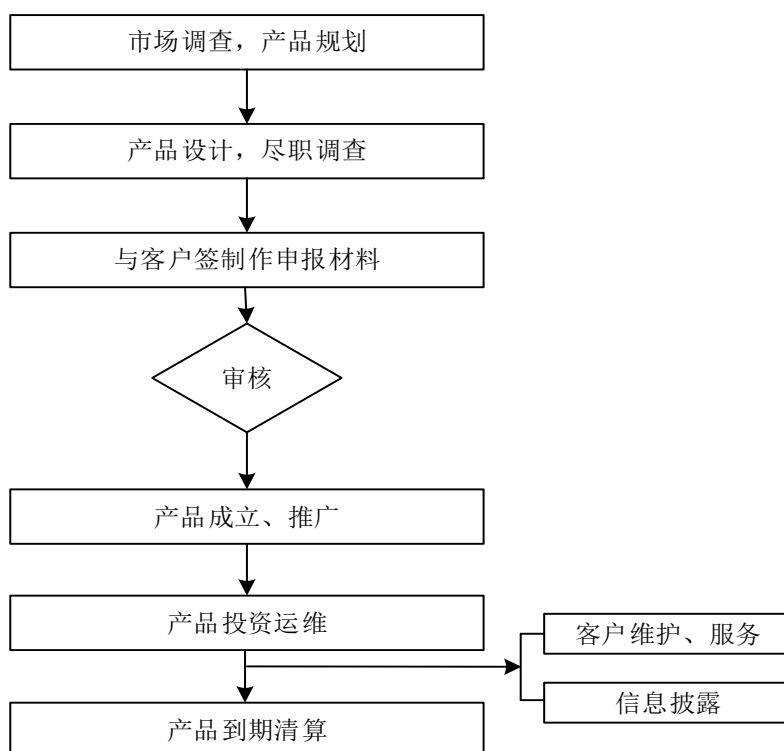 市场调查，产品规划
产品设计，尽职调查
与客户签制作申报材料
审核
产品成立、推广
产品投资运维
客户维护、服务
信息披露
产品到期清算